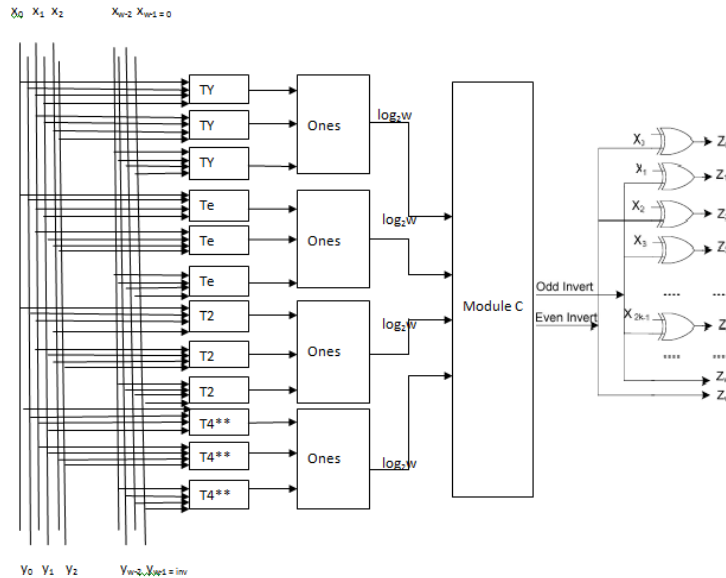 x₀ x₁ x₂ xw-2 xw-1 = 0
TY
TY
TY
Ones
log₂w
Te
Te
Te
Ones
log₂w
T2
T2
T2
Ones
log₂w
T4**
T4**
T4**
Ones
log₂w
Module C
Odd Invert
Even Invert
X₃
X₁
X₂
X₃
....
X2k-1
....
Z
Z
Z
Z
....
Z
....
Z
Z
y₀ y₁ y₂ yw-2 yw-1 = inv